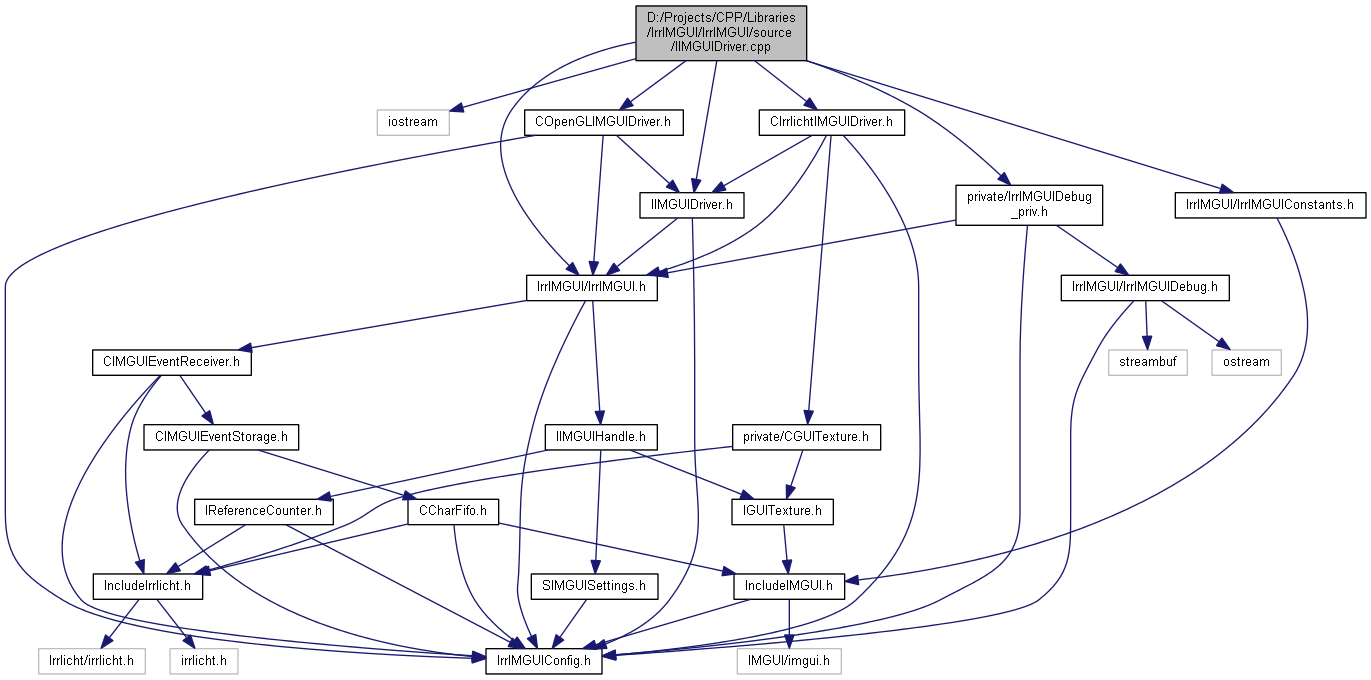 D:/Projects/CPP/Libraries
/IrrIMGUI/IrrIMGUI/source
/IIMGUIDriver.cpp
iostream
COpenGLIMGUIDriver.h
CIrrlichtIMGUIDriver.h
IIMGUIDriver.h
private/IrrIMGUIDebug
_priv.h
IrrIMGUI/IrrIMGUIConstants.h
IrrIMGUI/IrrIMGUI.h
IrrIMGUI/IrrIMGUIDebug.h
CIMGUIEventReceiver.h
streambuf
ostream
CIMGUIEventStorage.h
IIMGUIHandle.h
private/CGUITexture.h
IReferenceCounter.h
CCharFifo.h
IGUITexture.h
IncludeIrrlicht.h
SIMGUISettings.h
IncludeIMGUI.h
Irrlicht/irrlicht.h
irrlicht.h
IrrIMGUIConfig.h
IMGUI/imgui.h